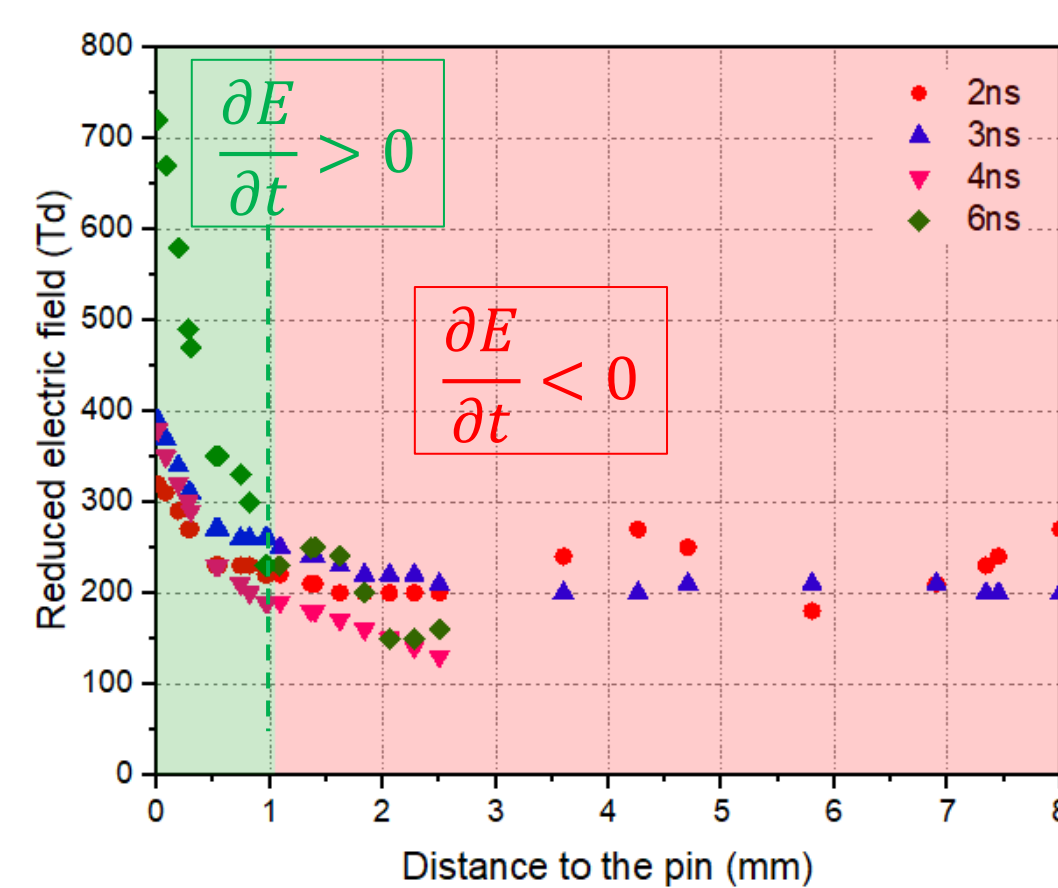 800
700
600
500
400
300
200
100
0
0 1 2 3 4 5 6 7 8
Reduced electric field (Td)
Distance to the pin (mm)
∂E/∂t > 0
∂E/∂t < 0
2ns
3ns
4ns
6ns